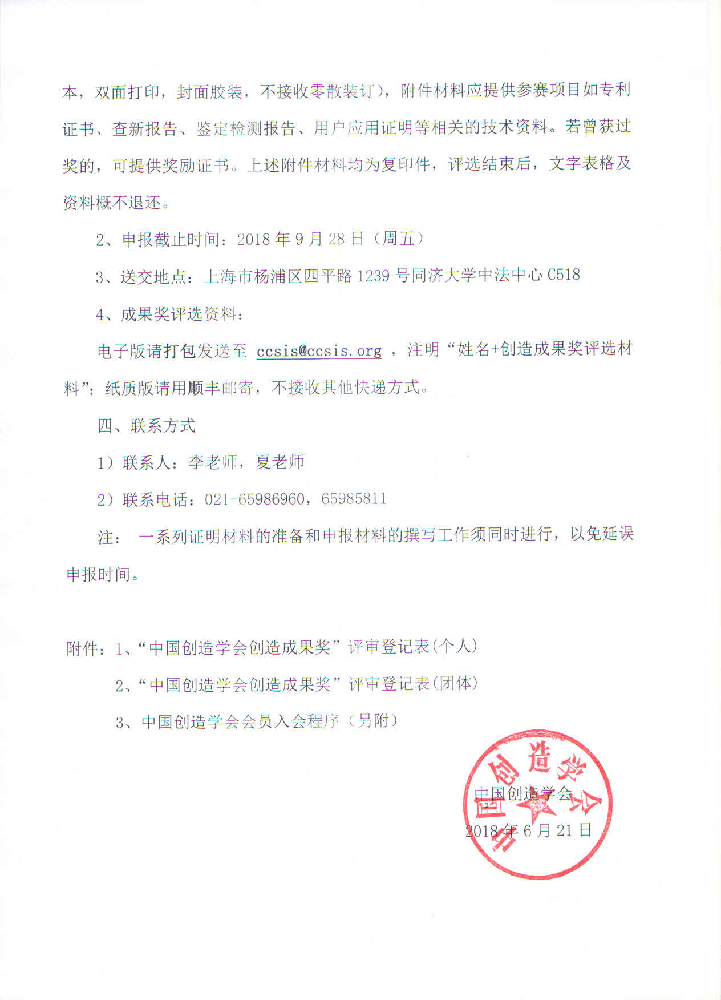 本，双面打印，封面胶装，不接收零散装订），附件材料应提供参赛项目如专利
证书、查新报告、鉴定检测报告、用户应用证明等相关的技术资料。若曾获过
奖的，可提供奖励证书。上述附件材料均为复印件，评选结束后，文字表格及
资料概不退还。
2、申报截止时间：2018 年 9 月 28 日（周五）
3、送交地点：上海市杨浦区四平路 1239 号同济大学中法中心 C518
4、成果奖评选资料：
电子版请打包发送至 ccsis@ccsis.org ，注明“姓名+创造成果奖评选材
料”；纸质版请用顺丰邮寄，不接收其他快递方式。
四、联系方式
1）联系人：李老师，夏老师
2）联系电话：021-65986960，65985811
注： 一系列证明材料的准备和申报材料的撰写工作须同时进行，以免延误
申报时间。
附件：1、“中国创造学会创造成果奖”评审登记表(个人)
2、“中国创造学会创造成果奖”评审登记表(团体)
3、中国创造学会会员入会程序（另附）
中国创造学会
中国创造学会
2018 年 6 月 21 日